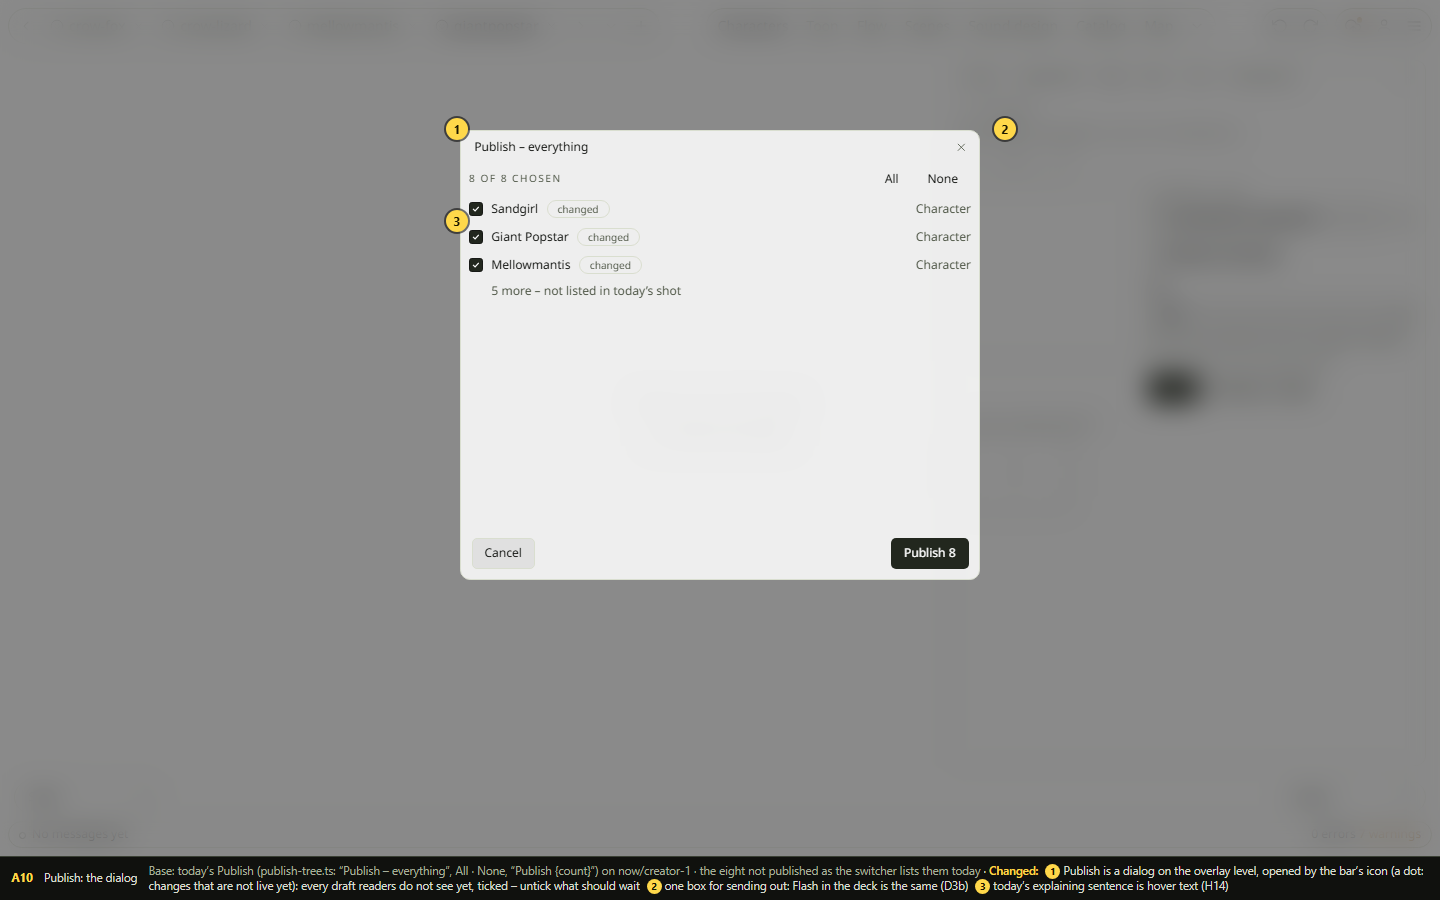 1
2
Publish – everything
8 OF 8 CHOSEN All None
3
Sandgirl changed Character
Giant Popstar changed Character
Mellowmantis changed Character
5 more – not listed in today’s shot
Cancel Publish 8
No messages yet
A10 Publish: the dialog
Base: today’s Publish (publish-tree.ts: “Publish – everything”, All · None, “Publish {count}”) on now/creator-1 · the eight not published as the switcher lists them today · Changed: 1 Publish is a dialog on the overlay level, opened by the bar’s icon (a dot:
changes that are not live yet): every draft readers do not see yet, ticked – untick what should wait 2 one box for sending out: Flash in the deck is the same (D3b) 3 today’s explaining sentence is hover text (H14)